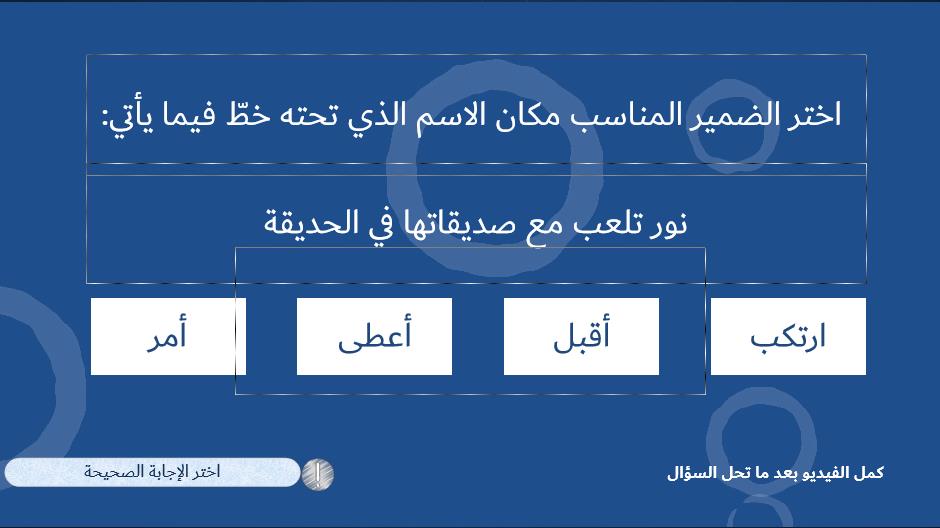 اختر الضمير المناسب مكان الاسم الذي تحته خطّ فيما يأتي:
نور تلعب مع صديقاتها في الحديقة
ارتكب
أقبل
أعطى
أمر
كمل الفيديو بعد ما تحل السؤال
اختر الإجابة الصحيحة